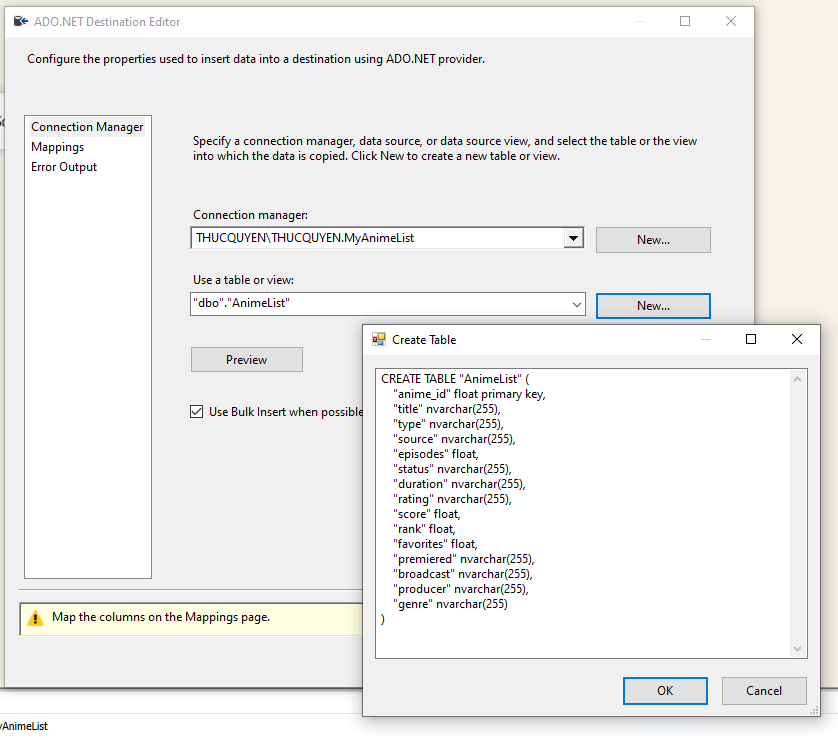 ADO.NET Destination Editor
Configure the properties used to insert data into a destination using ADO.NET provider.
Connection Manager
Mappings
Error Output
Specify a connection manager, data source, or data source view, and select the table or the view
into which the data is copied. Click New to create a new table or view.
Connection manager:
THUCQUYEN\THUCQUYEN.MyAnimeList
New...
Use a table or view:
"dbo"."AnimeList"
New...
Preview
Use Bulk Insert when possible
Map the columns on the Mappings page.
Create Table
CREATE TABLE "AnimeList" (
"anime_id" float primary key,
"title" nvarchar(255),
"type" nvarchar(255),
"source" nvarchar(255),
"episodes" float,
"status" nvarchar(255),
"duration" nvarchar(255),
"rating" nvarchar(255),
"score" float,
"rank" float,
"favorites" float,
"premiered" nvarchar(255),
"broadcast" nvarchar(255),
"producer" nvarchar(255),
"genre" nvarchar(255)
)
OK
Cancel
yAnimeList